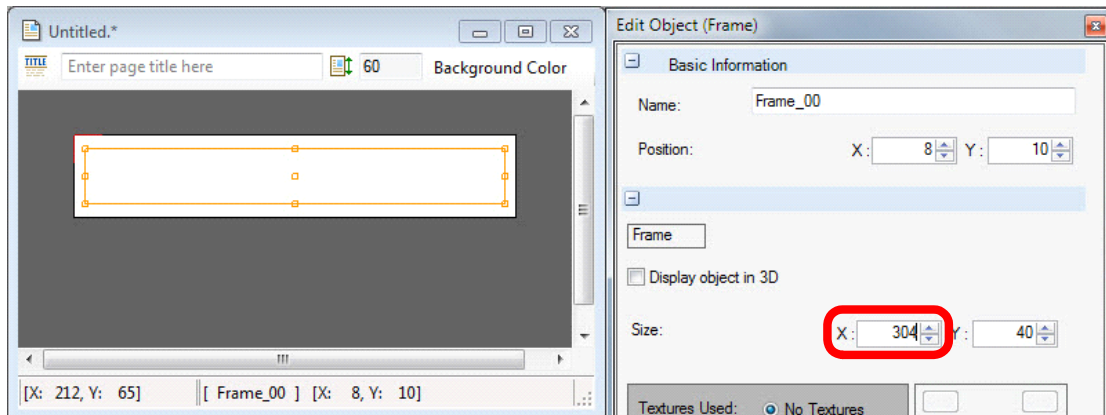 Untitled.*
TITLE Enter page title here 60 Background Color
[X: 212, Y: 65] [ Frame_00 ] [X: 8, Y: 10]
Edit Object (Frame)
Basic Information
Name: Frame_00
Position: X : 8 Y : 10
Frame
Display object in 3D
Size: X : 304 Y : 40
Textures Used: No Textures